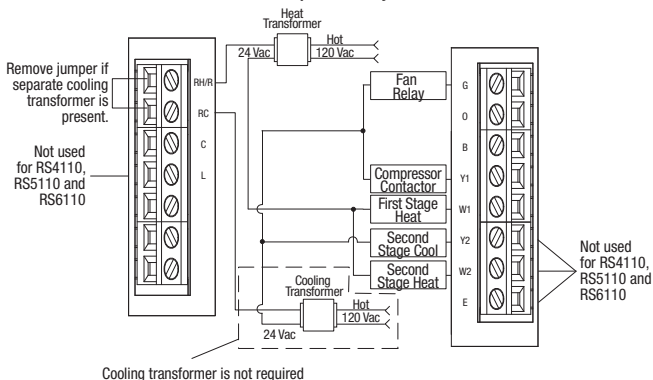 Heat
Transformer
Hot
24 Vac
120 Vac
Remove jumper if
separate cooling
transformer is
present.
RH/R
RC
C
L
Not used
for RS4110,
RS5110 and
RS6110
Fan
Relay
Compressor
Contactor
First Stage
Heat
Second
Stage Cool
Second
Stage Heat
G
O
B
Y1
W1
Y2
W2
E
Not used
for RS4110,
RS5110 and
RS6110
Cooling
Transformer
Hot
120 Vac
24 Vac
Cooling transformer is not required